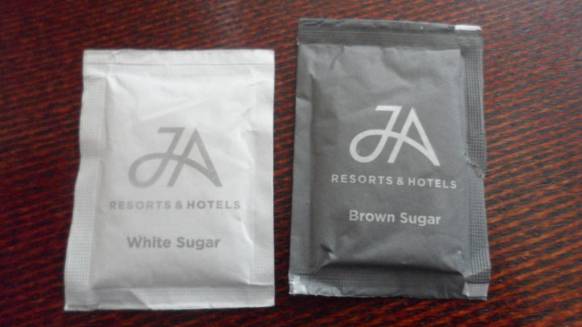 JA
RESORTS & HOTELS
White Sugar
JA
RESORTS & HOTELS
Brown Sugar